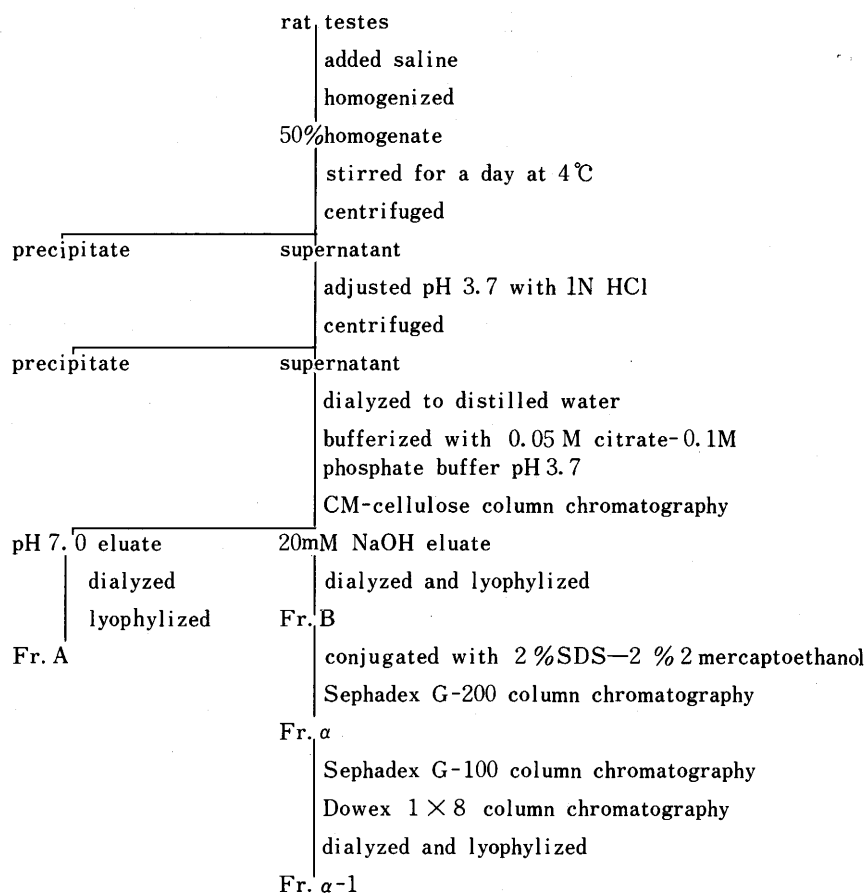 rat testes
added saline
homogenized
50%homogenate
stirred for a day at 4℃
centrifuged
precipitate supernatant
adjusted pH 3.7 with 1N HCl
centrifuged
precipitate supernatant
dialyzed to distilled water
bufferized with 0.05 M citrate-0.1M
phosphate buffer pH 3.7
CM-cellulose column chromatography
pH 7.0 eluate 20mM NaOH eluate
dialyzed dialyzed and lyophylized
lyophylized Fr. B
Fr. A conjugated with 2 %SDS—2 % 2 mercaptoethanol
Sephadex G-200 column chromatography
Fr. α
Sephadex G-100 column chromatography
Dowex 1×8 column chromatography
dialyzed and lyophylized
Fr. α-1